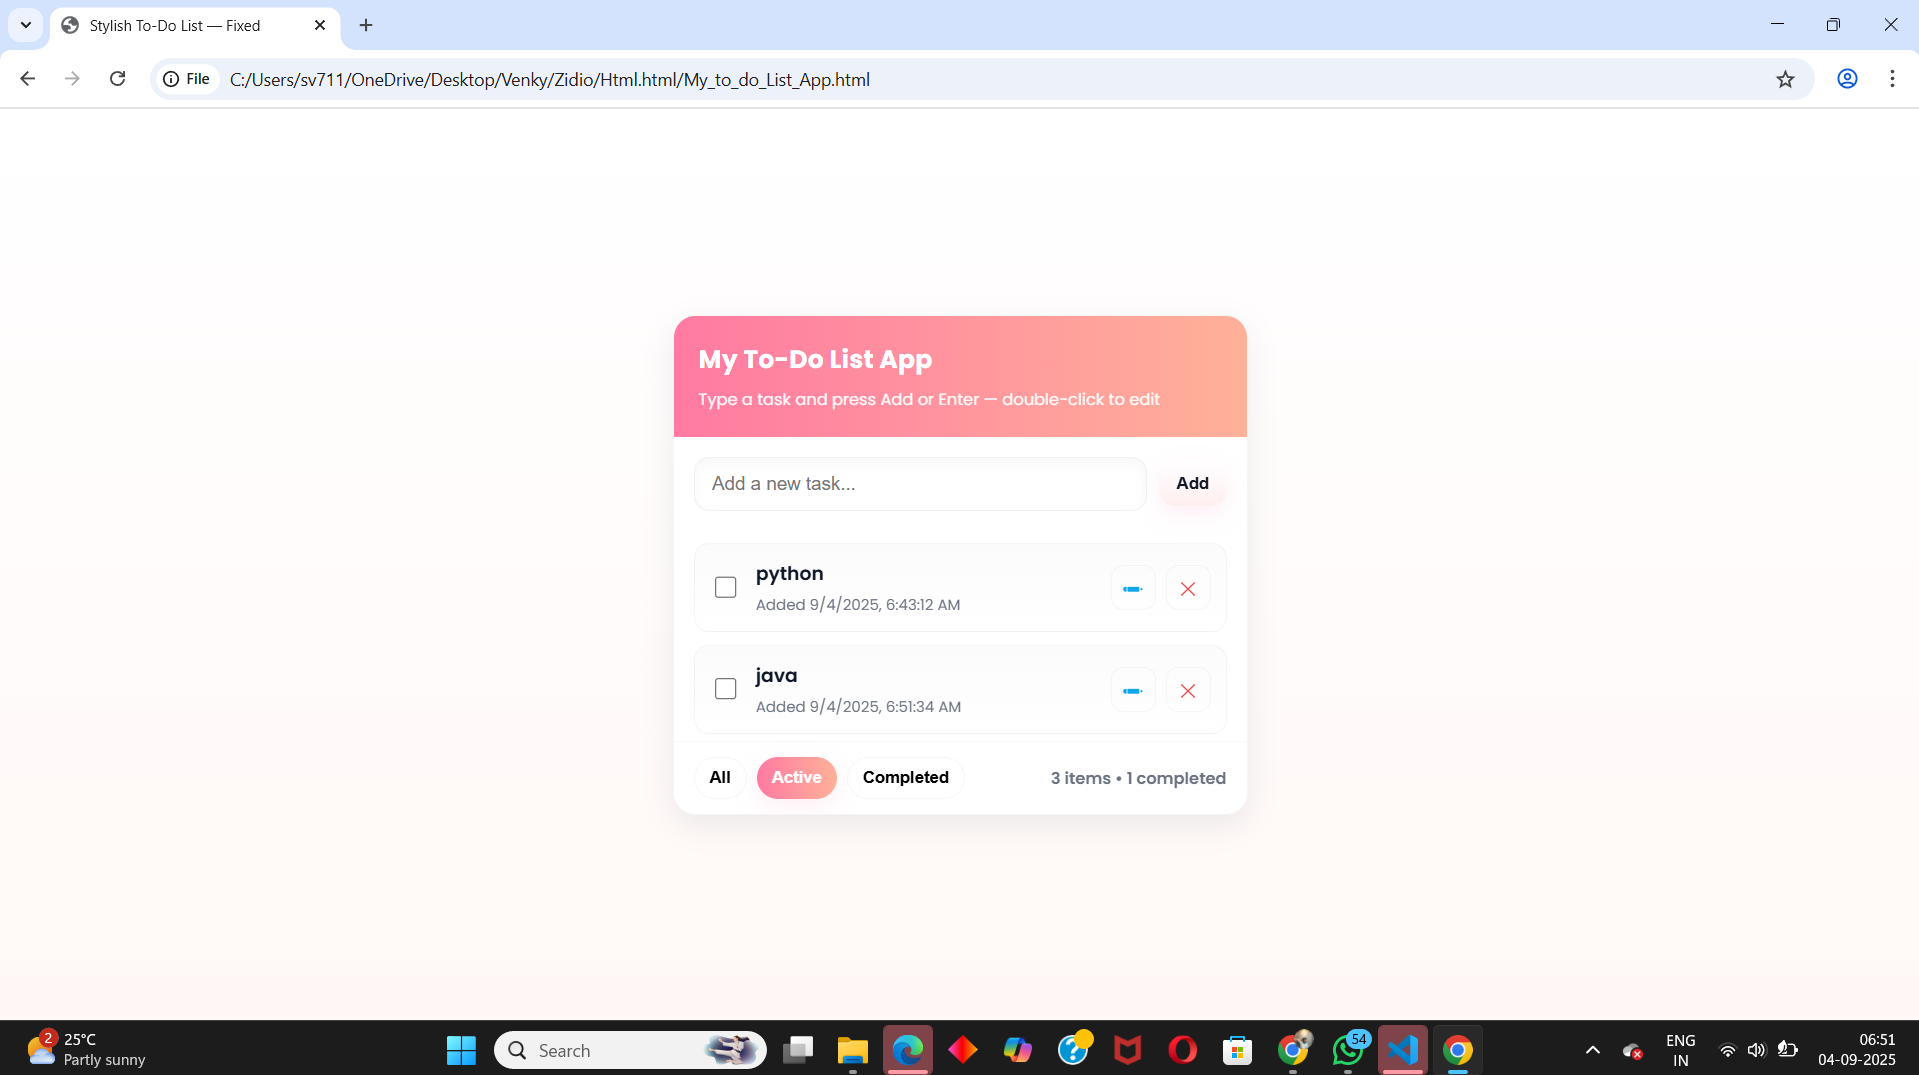 Stylish To-Do List — Fixed
File
C:/Users/sv711/OneDrive/Desktop/Venky/Zidio/Html.html/My_to_do_List_App.html
My To-Do List App
Type a task and press Add or Enter — double-click to edit
Add a new task...
Add
python
Added 9/4/2025, 6:43:12 AM
java
Added 9/4/2025, 6:51:34 AM
All
Active
Completed
3 items • 1 completed
2
25°C
Partly sunny
Search
54
ENG
IN
06:51
04-09-2025